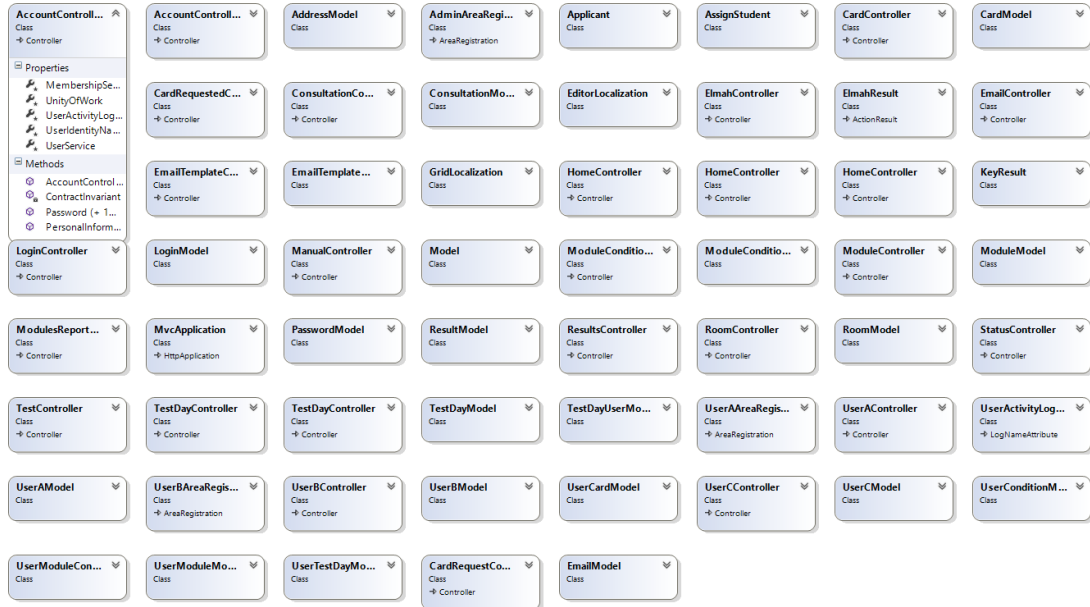 AccountControll...
Class
Controller
Properties
MembershipSe...
UnityOfWork
UserActivityLog...
UserIdentityNa...
UserService
Methods
AccountControl...
ContractInvariant
Password (+ 1...
PersonalInform...
AccountControll...
Class
Controller
AddressModel
Class
AdminAreaRegi...
Class
AreaRegistration
Applicant
Class
AssignStudent
Class
CardController
Class
Controller
CardModel
Class
CardRequestedC...
Class
Controller
ConsultationCo...
Class
Controller
ConsultationMo...
Class
EditorLocalization
Class
ElmahController
Class
Controller
ElmahResult
Class
ActionResult
EmailController
Class
Controller
EmailTemplateC...
Class
Controller
EmailTemplate...
Class
GridLocalization
Class
HomeController
Class
Controller
HomeController
Class
Controller
HomeController
Class
Controller
KeyResult
Class
LoginController
Class
Controller
LoginModel
Class
ManualController
Class
Controller
Model
Class
ModuleConditio...
Class
Controller
ModuleConditio...
Class
ModuleController
Class
Controller
ModuleModel
Class
ModulesReport...
Class
Controller
MvcApplication
Class
HttpApplication
PasswordModel
Class
ResultModel
Class
ResultsController
Class
Controller
RoomController
Class
Controller
RoomModel
Class
StatusController
Class
Controller
TestController
Class
Controller
TestDayController
Class
Controller
TestDayController
Class
Controller
TestDayModel
Class
TestDayUserMo...
Class
UserAAreaRegis...
Class
AreaRegistration
UserAController
Class
Controller
UserActivityLog...
Class
LogNameAttribute
UserAModel
Class
UserBAreaRegis...
Class
AreaRegistration
UserBController
Class
Controller
UserBModel
Class
UserCardModel
Class
UserCController
Class
Controller
UserCModel
Class
UserConditionM...
Class
UserModuleCon...
Class
UserModuleMo...
Class
UserTestDayMo...
Class
CardRequestCo...
Class
Controller
EmailModel
Class